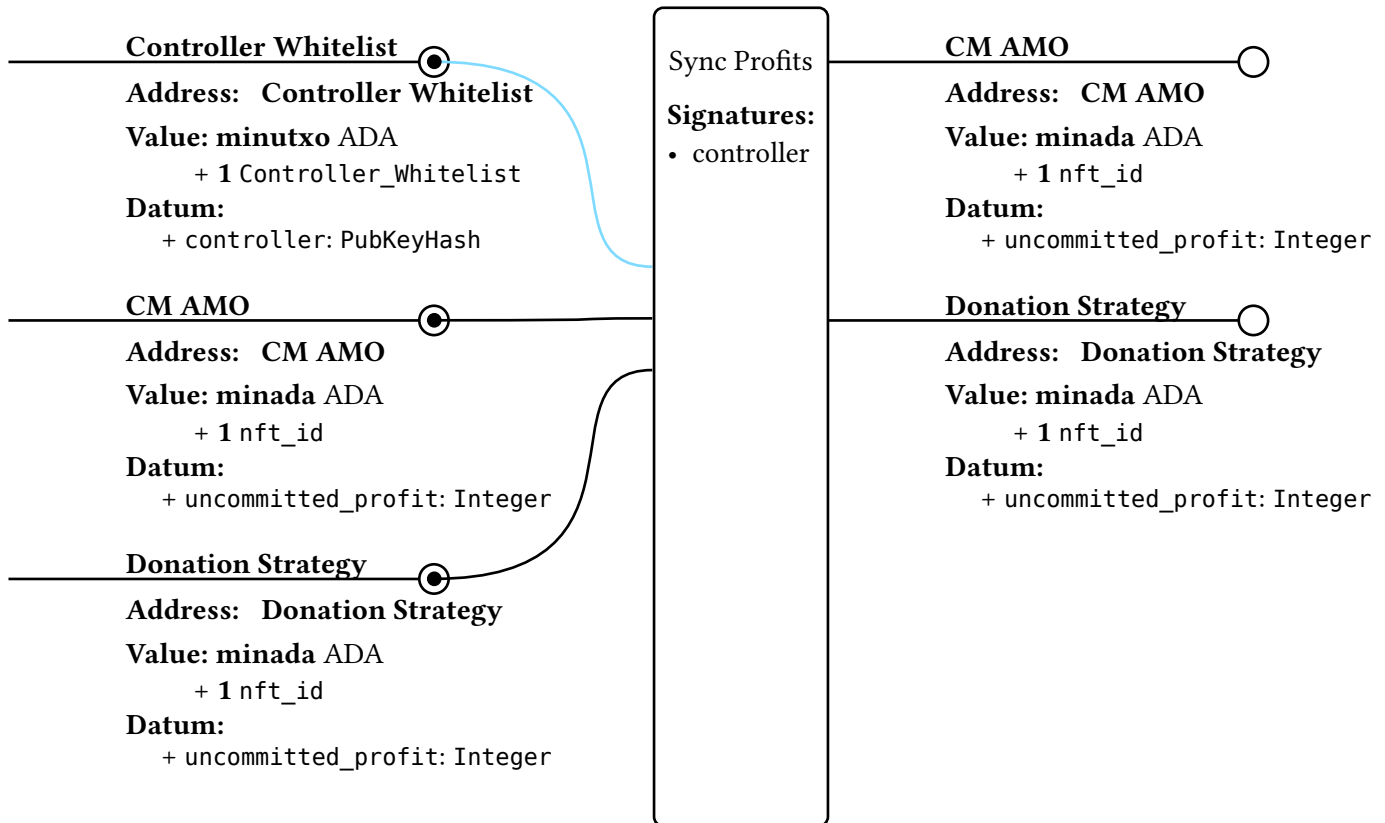 Controller Whitelist
Address: Controller Whitelist
Value: minutxo ADA
+ 1 Controller_Whitelist
Datum:
+ controller: PubKeyHash
CM AMO
Address: CM AMO
Value: minada ADA
+ 1 nft_id
Datum:
+ uncommitted_profit: Integer
Donation Strategy
Address: Donation Strategy
Value: minada ADA
+ 1 nft_id
Datum:
+ uncommitted_profit: Integer
Sync Profits
Signatures:
• controller
CM AMO
Address: CM AMO
Value: minada ADA
+ 1 nft_id
Datum:
+ uncommitted_profit: Integer
Donation Strategy
Address: Donation Strategy
Value: minada ADA
+ 1 nft_id
Datum:
+ uncommitted_profit: Integer